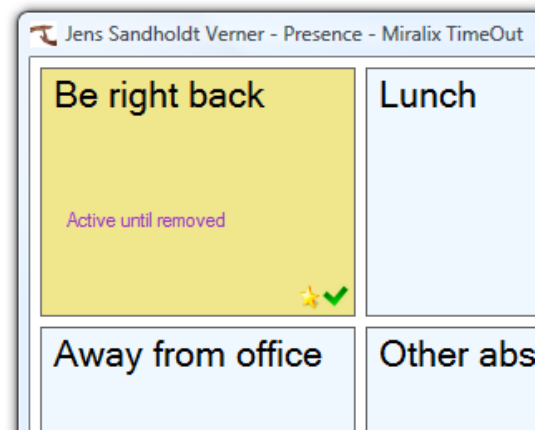 Jens Sandholdt Verner - Presence - Miralix TimeOut
Be right back
Lunch
Active until removed
Away from office
Other abs